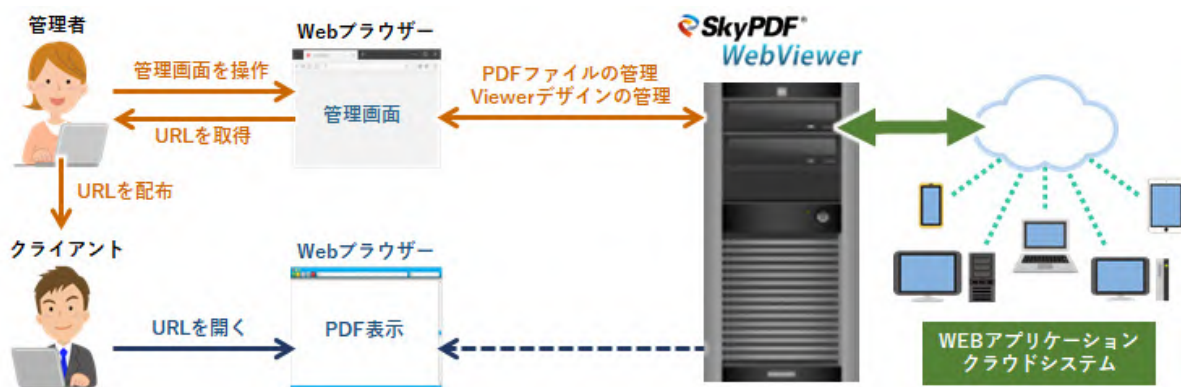 管理者
Webブラウザー
SkyPDF®
WebViewer
管理画面を操作
管理画面
URLを取得
PDFファイルの管理
Viewerデザインの管理
URLを配布
クライアント
Webブラウザー
URLを開く
PDF表示
WEBアプリケーション
クラウドシステム